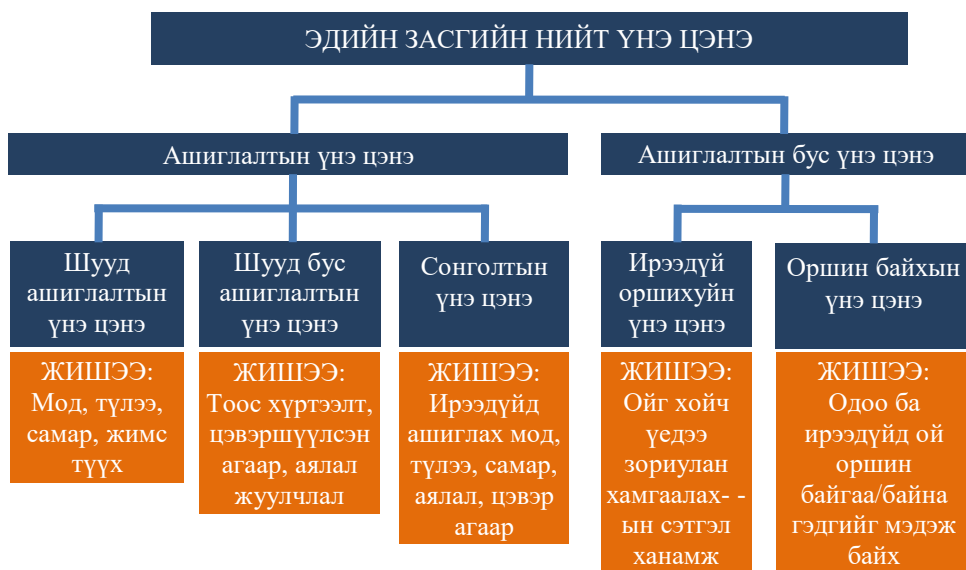 ЭДИЙН ЗАСГИЙН НИЙТ ҮНЭ ЦЭНЭ
Ашиглалтын үнэ цэнэ
Ашиглалтын бус үнэ цэнэ
Шууд
ашиглалтын
үнэ цэнэ
Шууд бус
ашиглалтын
үнэ цэнэ
Сонголтын
үнэ цэнэ
Ирээдүй
оршихуйн
үнэ цэнэ
Оршин байхын
үнэ цэнэ
ЖИШЭЭ:
Мод, түлээ,
самар, жимс
түүх
ЖИШЭЭ:
Тоос хүртээлт,
цэвэршүүлсэн
агаар, аялал
жуулчлал
ЖИШЭЭ:
Ирээдүйд
ашиглах мод,
түлээ, самар,
аялал, цэвэр
агаар
ЖИШЭЭ:
Ойг хойч
үедээ
зориулан
хамгаалах- -
ын сэтгэл
ханамж
ЖИШЭЭ:
Одоо ба
ирээдүйд ой
оршин
байгаа/байна
гэдгийг мэдэж
байх